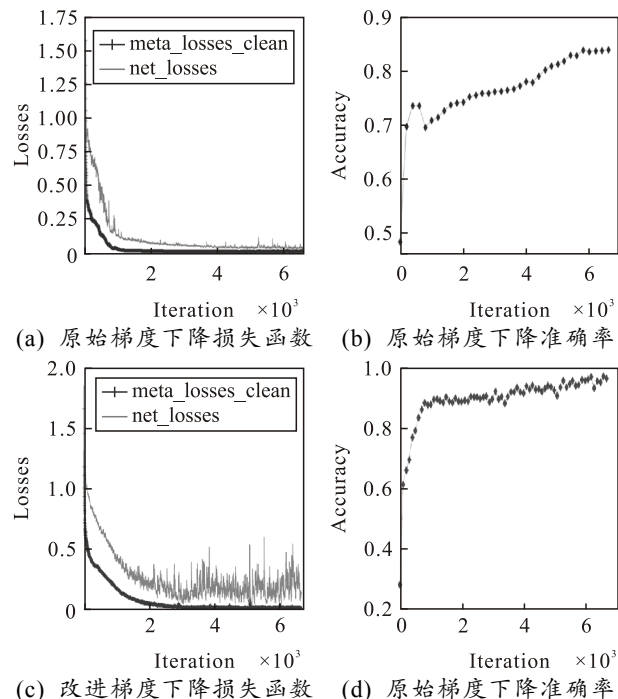 1.75
1.50
1.25
1.00
0.75
0.50
0.25
0
Losses
meta_losses_clean
net_losses
2 4 6
Iteration ×10³
(a) 原始梯度下降损失函数
0.9
0.8
0.7
0.6
0.5
Accuracy
0 2 4 6
Iteration ×10³
(b) 原始梯度下降准确率
2.0
1.5
1.0
0.5
0
Losses
meta_losses_clean
net_losses
2 4 6
Iteration ×10³
(c) 改进梯度下降损失函数
1.0
0.8
0.6
0.4
0.2
Accuracy
0 2 4 6
Iteration ×10³
(d) 原始梯度下降准确率